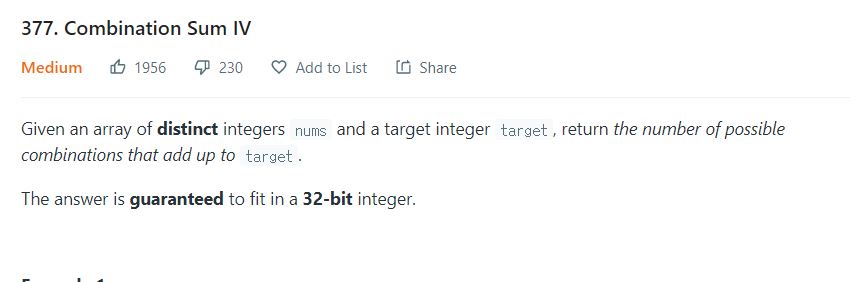 377. Combination Sum IV
Medium 1956 230 Add to List Share
Given an array of distinct integers nums and a target integer target , return the number of possible
combinations that add up to target .
The answer is guaranteed to fit in a 32-bit integer.